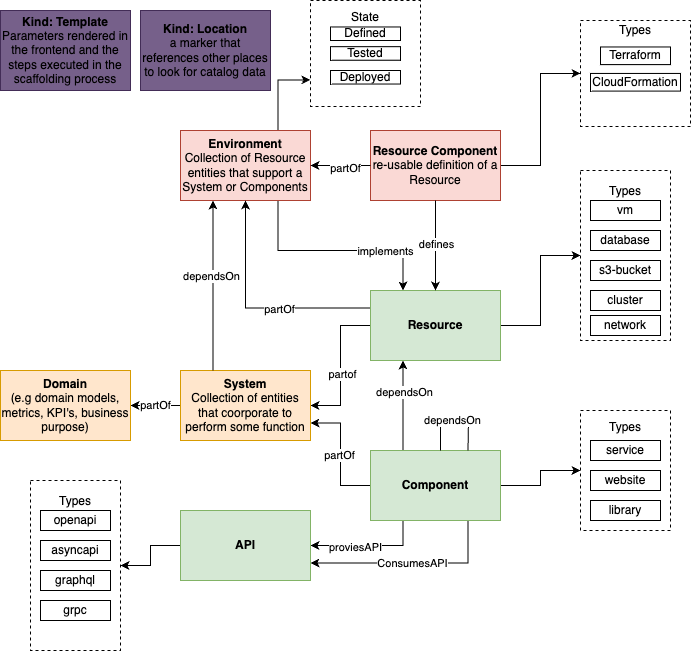 Kind: Template
Parameters rendered in
the frontend and the
steps executed in the
scaffolding process
Kind: Location
a marker that
references other places
to look for catalog data
State
Defined
Tested
Deployed
Types
Terraform
CloudFormation
Environment
Collection of Resource
entities that support a
System or Components
partOf
Resource Component
re-usable definition of a
Resource
Types
vm
database
s3-bucket
cluster
network
implements
defines
dependsOn
partOf
Resource
Domain
(e.g domain models,
metrics, KPI's, business
purpose)
partOf
System
Collection of entities
that coorporate to
perform some function
partof
dependsOn
dependsOn
partOf
Component
Types
service
website
library
Types
openapi
asyncapi
graphql
grpc
API
proviesAPI
ConsumesAPI